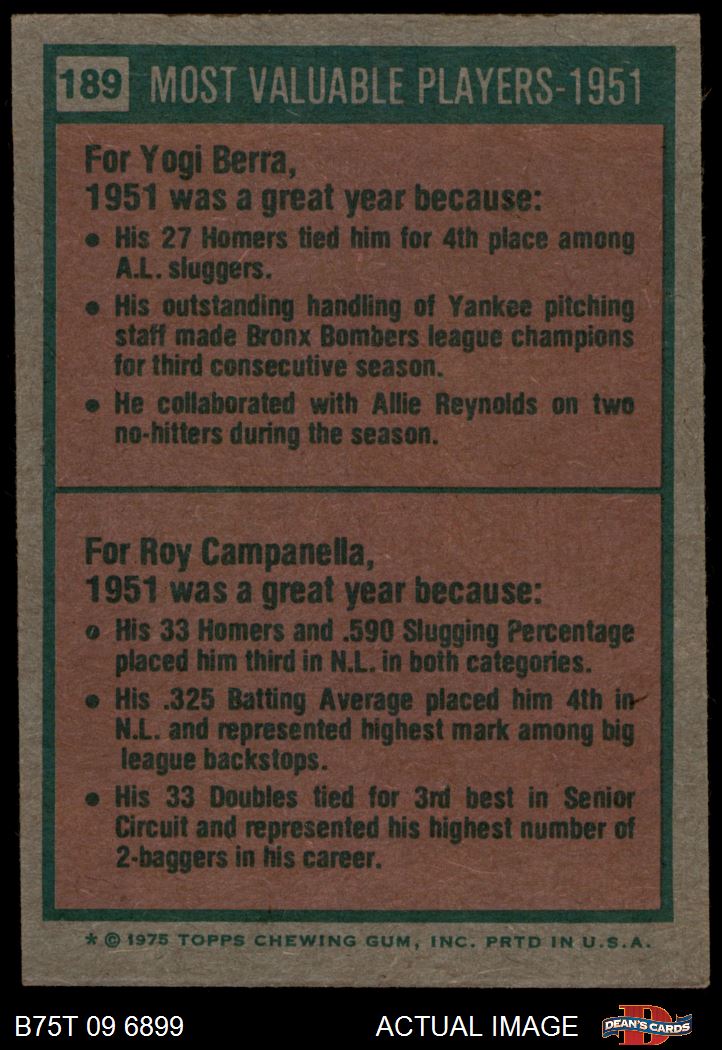 189 MOST VALUABLE PLAYERS-1951
For Yogi Berra,
1951 was a great year because:
• His 27 Homers tied him for 4th place among
A.L. sluggers.
• His outstanding handling of Yankee pitching
staff made Bronx Bombers league champions
for third consecutive season.
• He collaborated with Allie Reynolds on two
no-hitters during the season.
For Roy Campanella,
1951 was a great year because:
• His 33 Homers and .590 Slugging Percentage
placed him third in N.L. in both categories.
• His .325 Batting Average placed him 4th in
N.L. and represented highest mark among big
league backstops.
• His 33 Doubles tied for 3rd best in Senior
Circuit and represented his highest number of
2-baggers in his career.
* © 1975 TOPPS CHEWING GUM, INC. PRTD IN U.S.A.
B75T 09 6899 ACTUAL IMAGE D DEAN'S CARDS